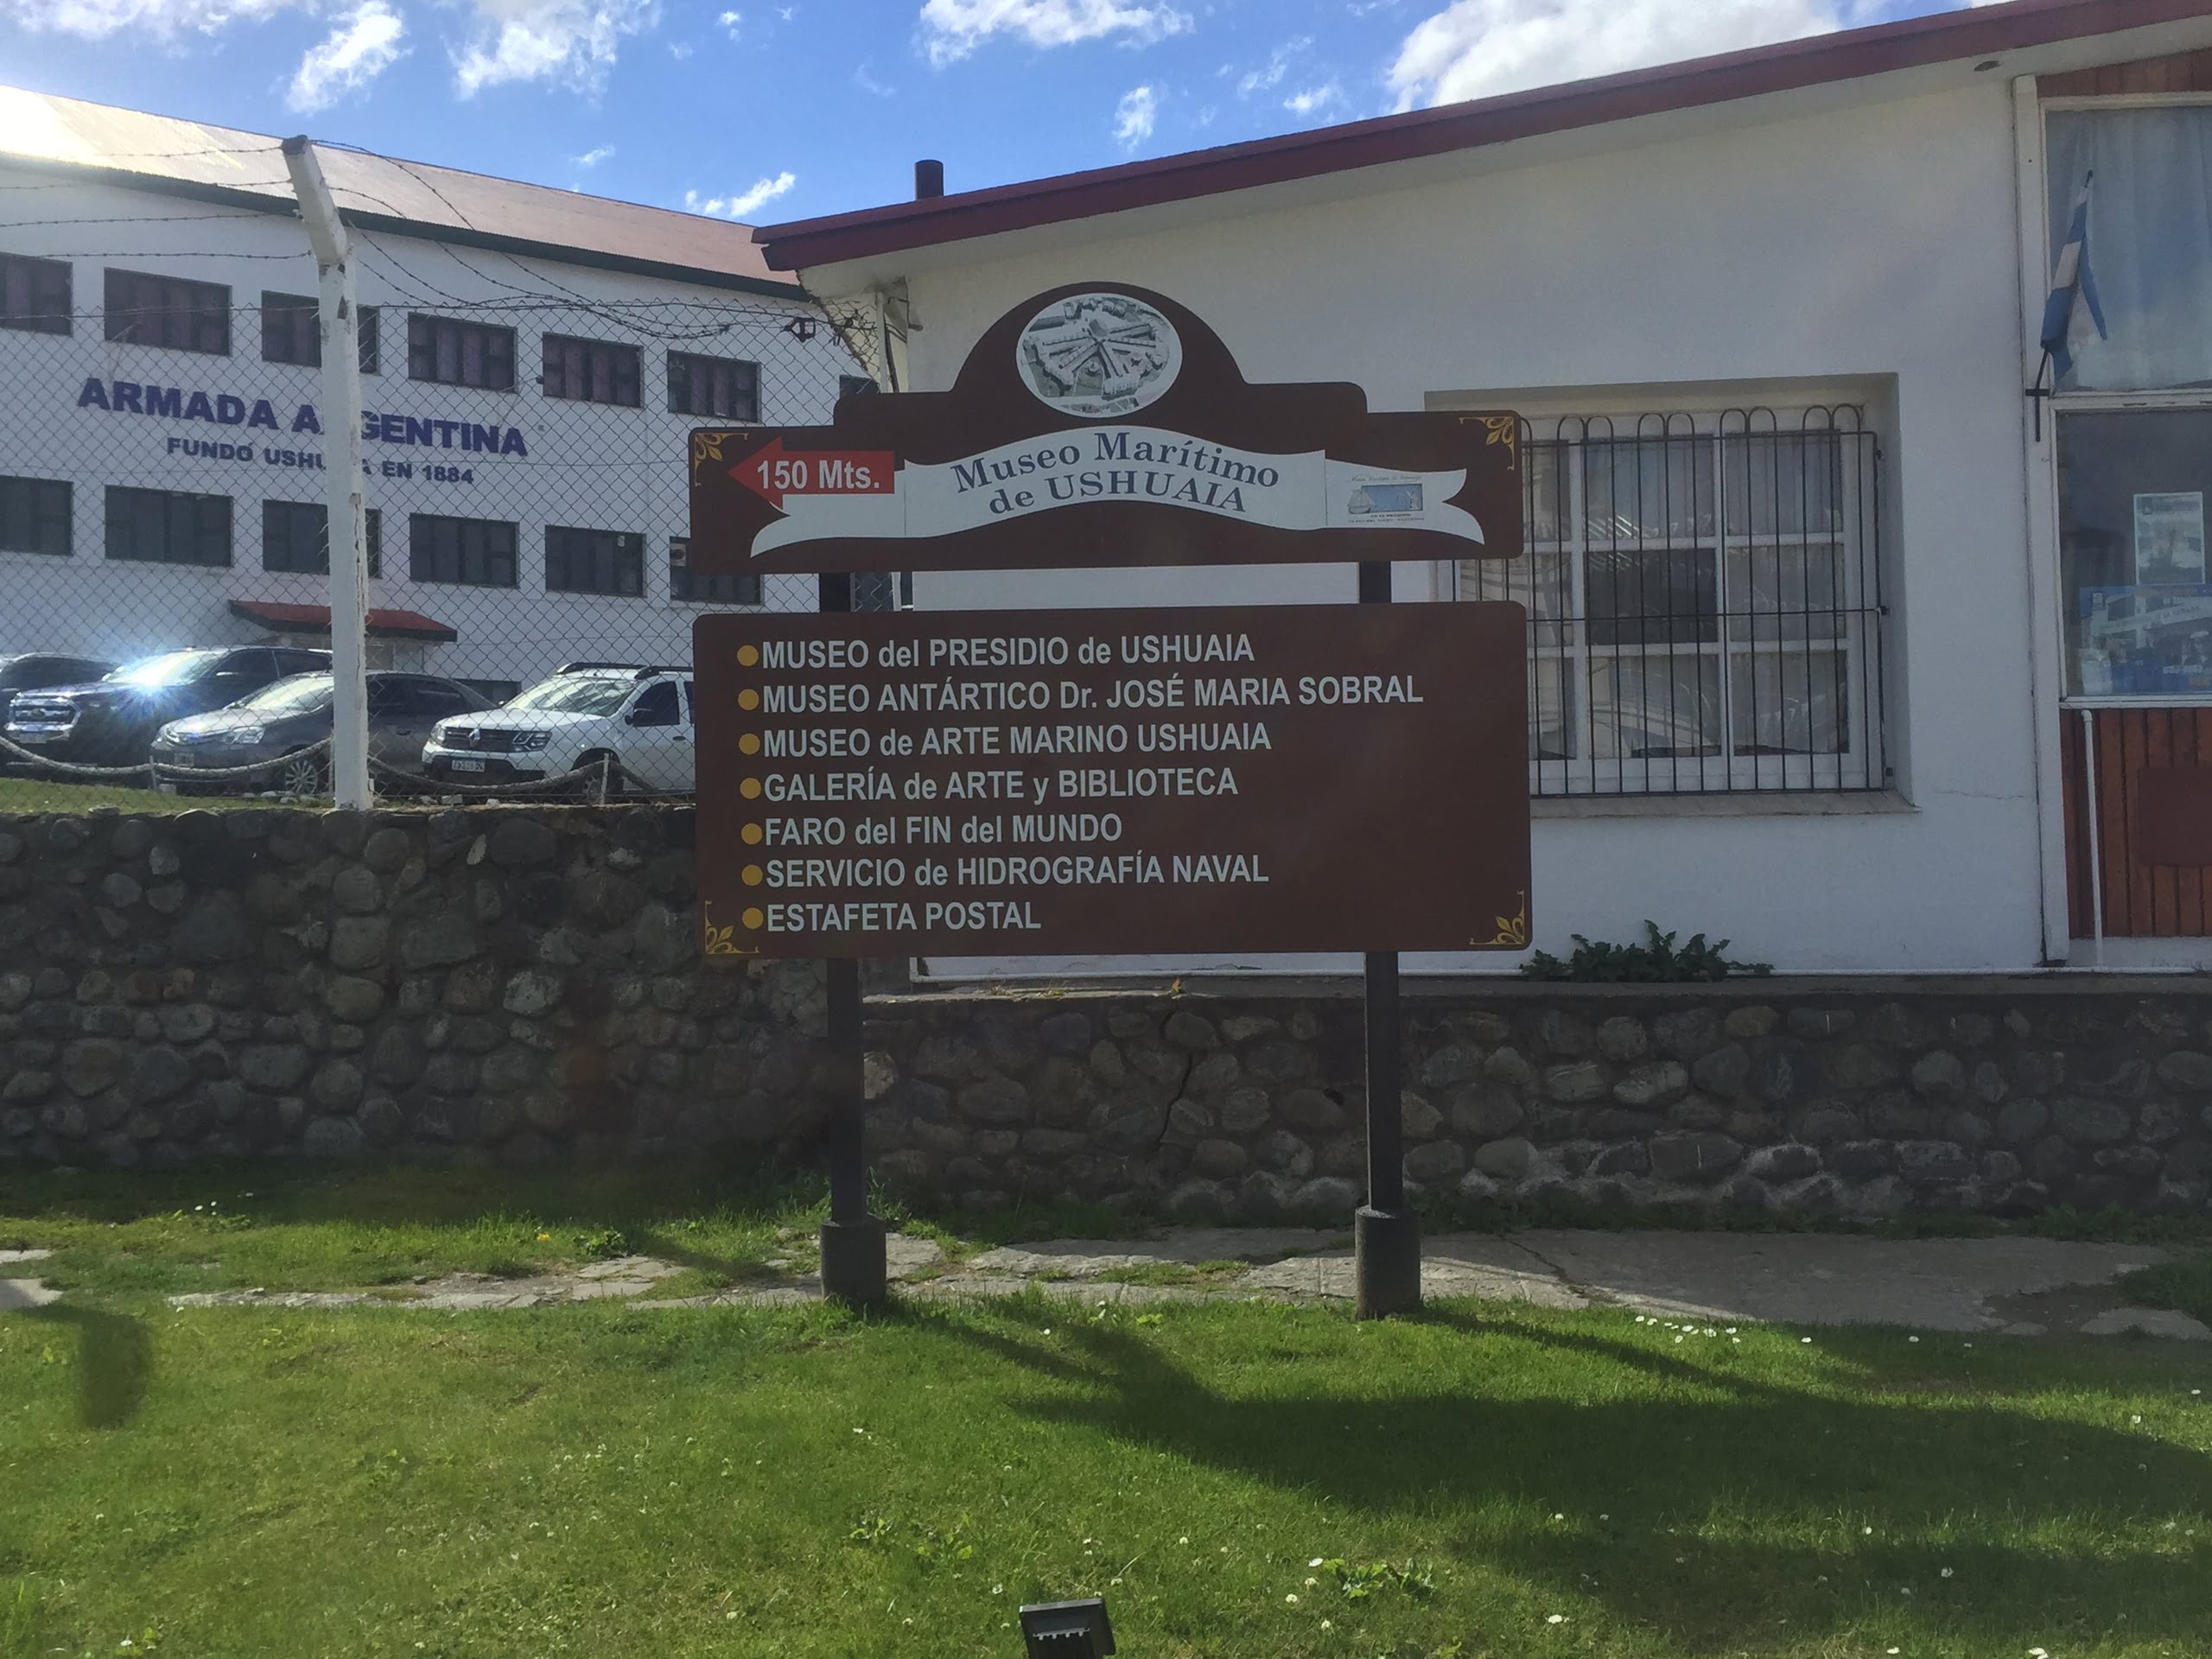 ARMADA ARGENTINA
FUNDO USHUAIA EN 1884
150 Mts.
Museo Marítimo
de USHUAIA
MUSEO del PRESIDIO de USHUAIA
MUSEO ANTÁRTICO Dr. JOSÉ MARIA SOBRAL
MUSEO de ARTE MARINO USHUAIA
GALERÍA de ARTE y BIBLIOTECA
FARO del FIN del MUNDO
SERVICIO de HIDROGRAFÍA NAVAL
ESTAFETA POSTAL